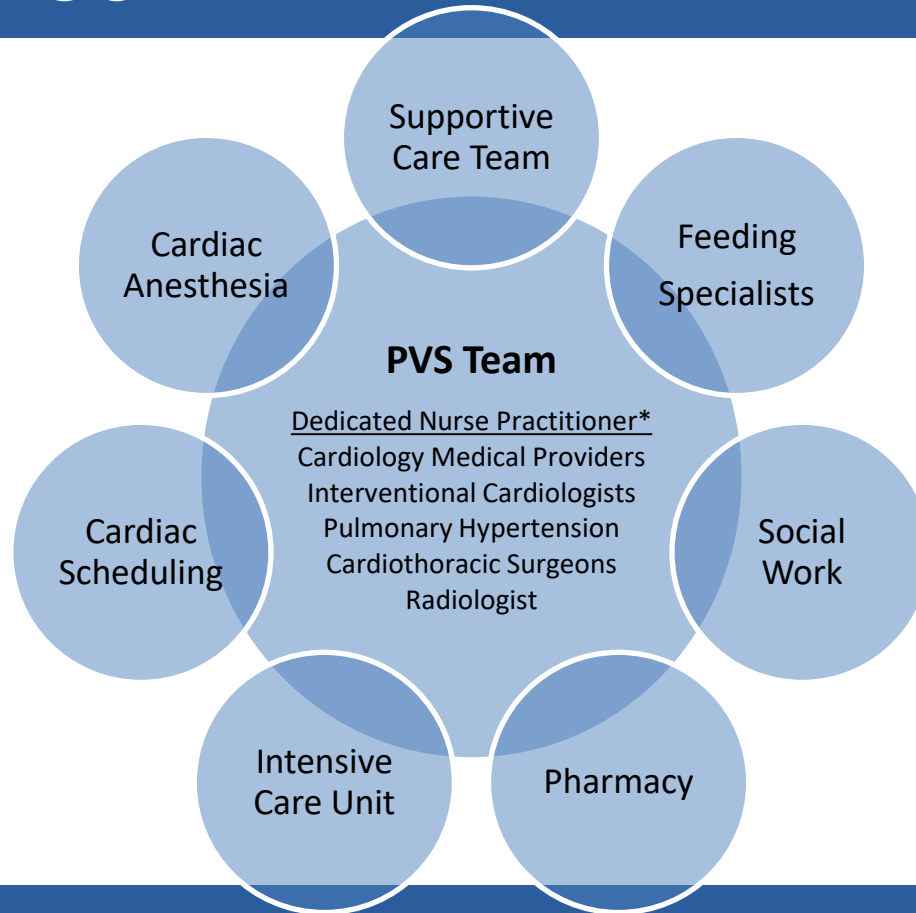 Supportive
Care Team
Feeding
Specialists
Social
Work
Pharmacy
Intensive
Care Unit
Cardiac
Scheduling
Cardiac
Anesthesia
PVS Team
Dedicated Nurse Practitioner*
Cardiology Medical Providers
Interventional Cardiologists
Pulmonary Hypertension
Cardiothoracic Surgeons
Radiologist